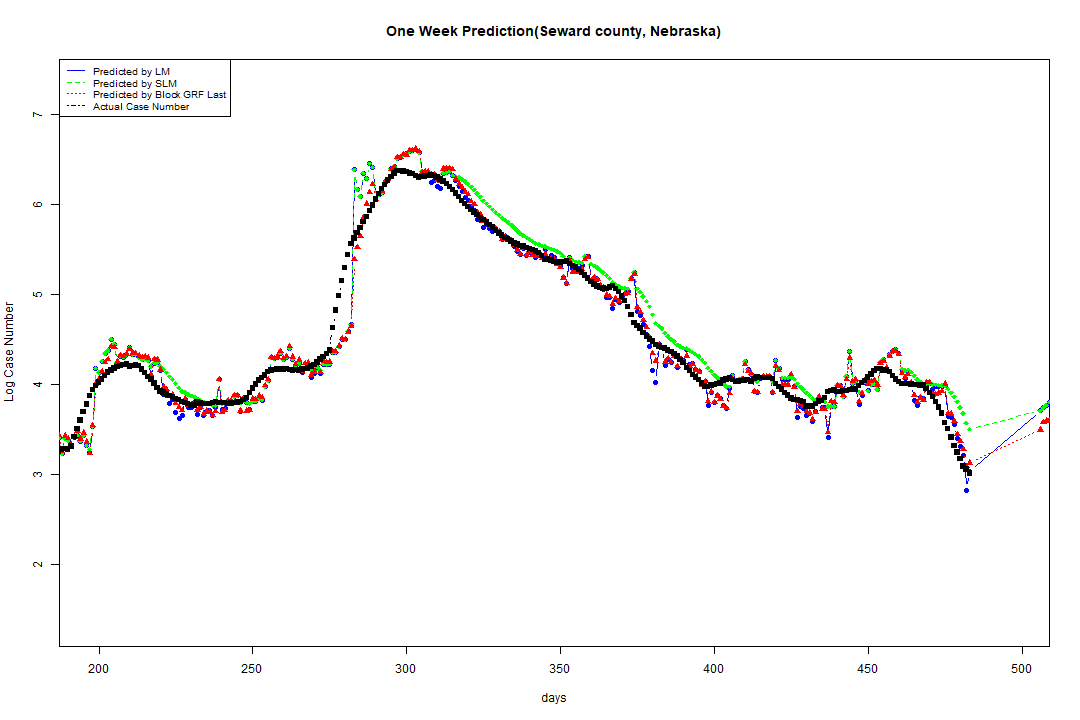 One Week Prediction(Seward county, Nebraska)
Predicted by LM
Predicted by SLM
Predicted by Block GRF Last
Actual Case Number
7
6
5
4
3
2
Log Case Number
200 250 300 350 400 450 500
days